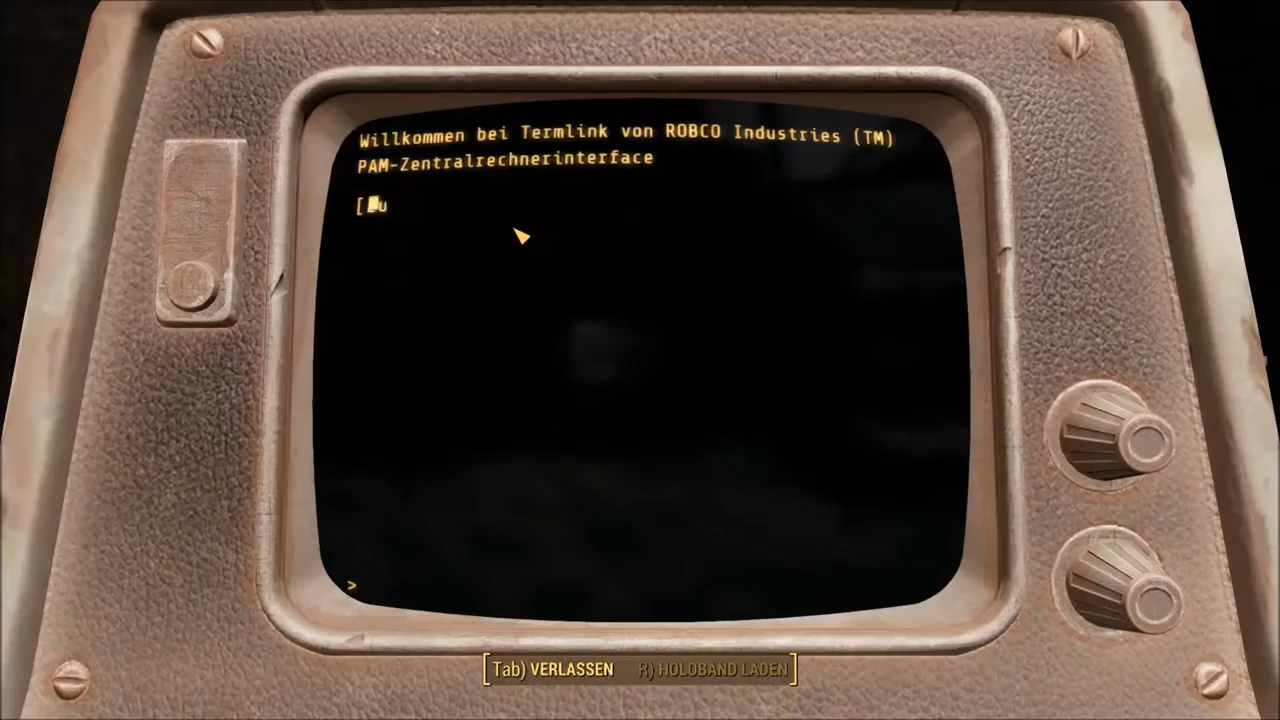 Willkommen bei Termlink von ROBCO Industries (TM)
PAM-Zentralrechnerinterface
[
>
[Tab) VERLASSEN R) HOLOBAND LADEN]